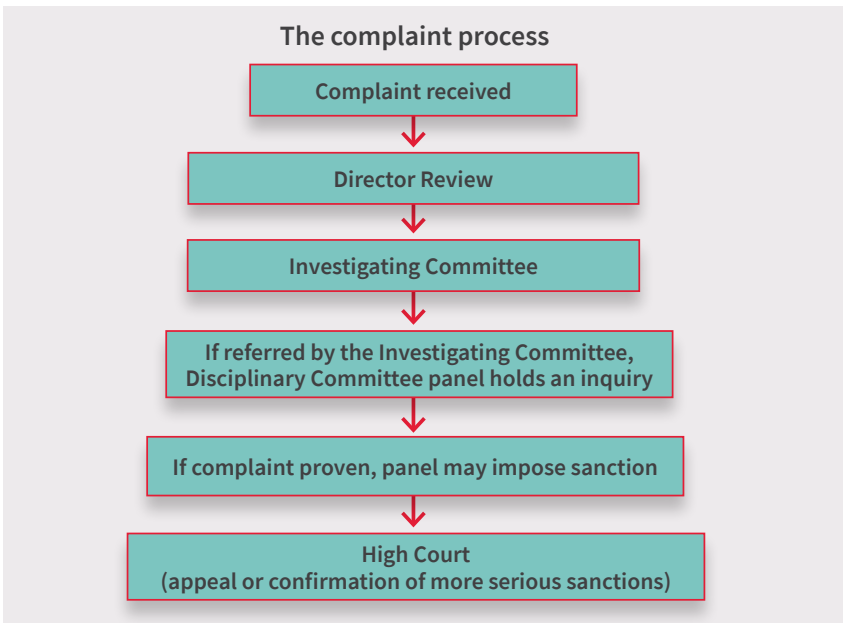 The complaint process
Complaint received
Director Review
Investigating Committee
If referred by the Investigating Committee,
Disciplinary Committee panel holds an inquiry
If complaint proven, panel may impose sanction
High Court
(appeal or confirmation of more serious sanctions)